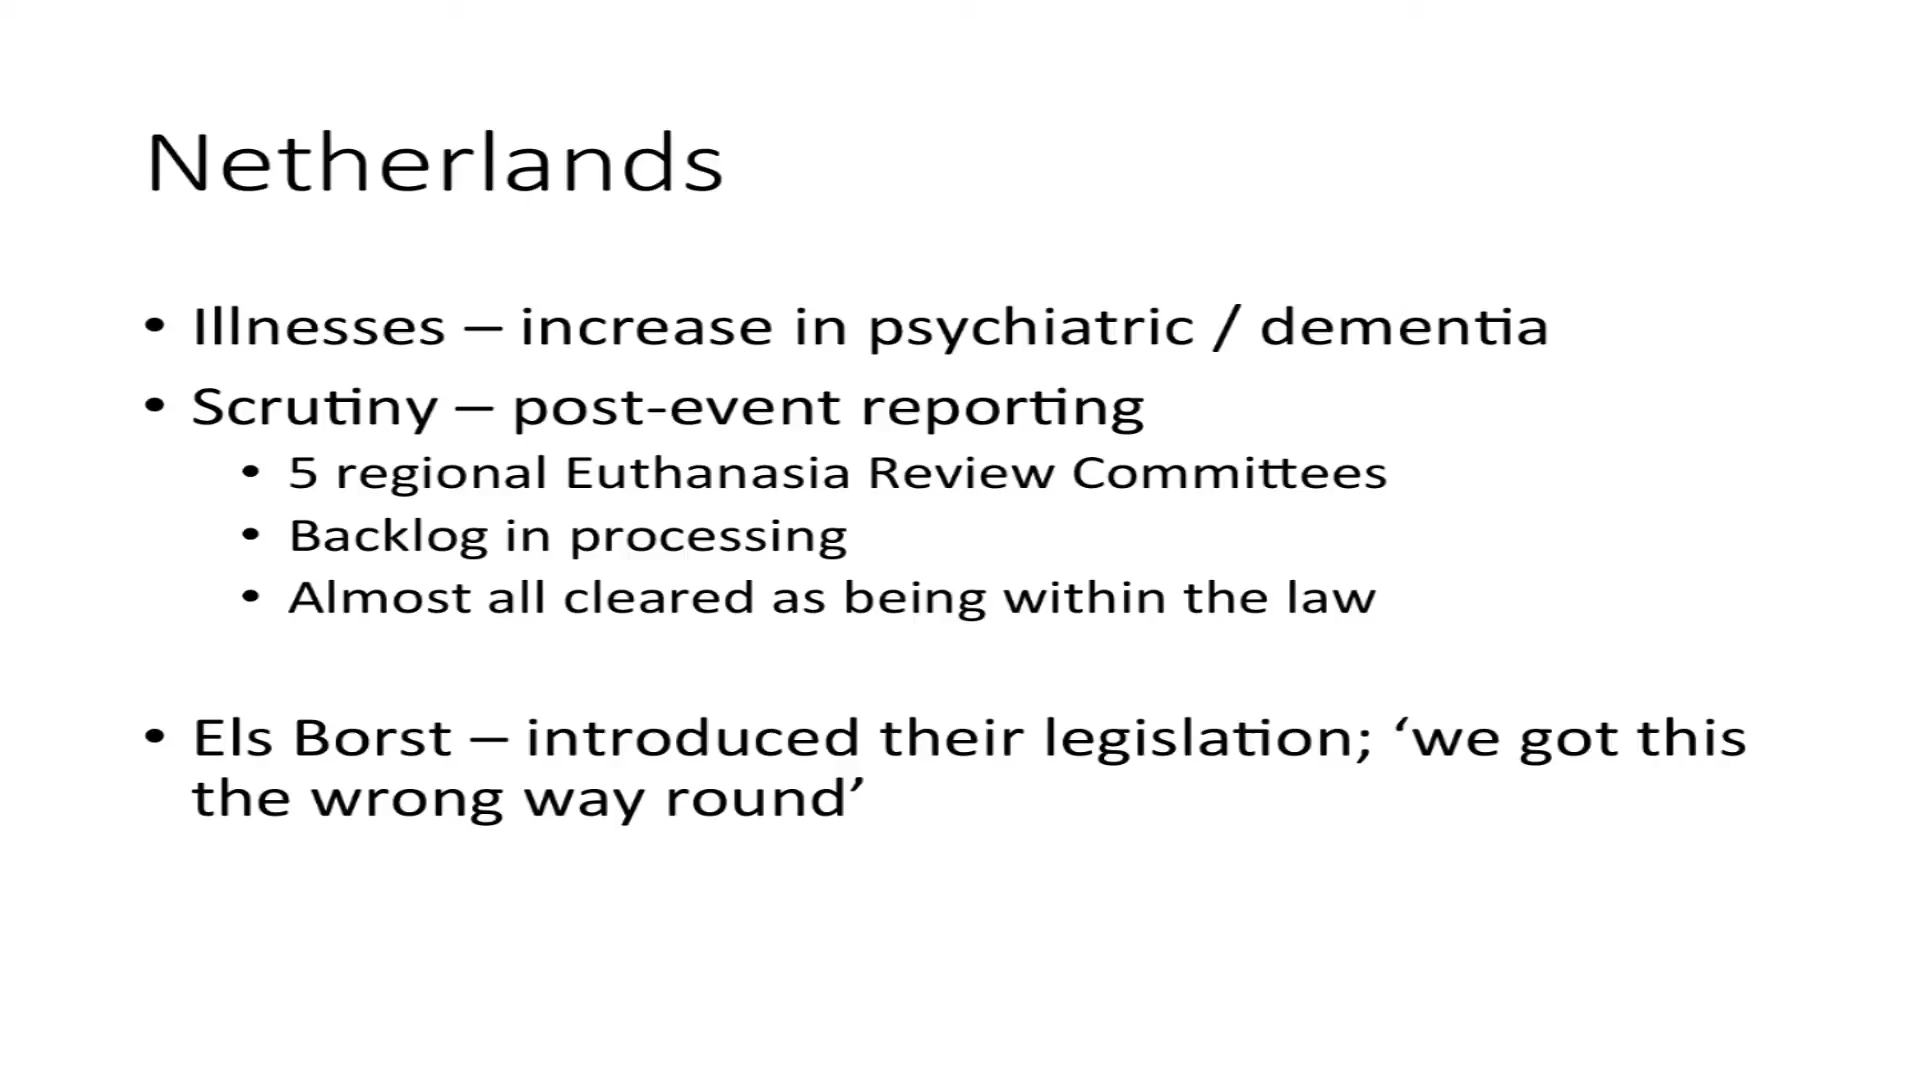 Netherlands
• Illnesses – increase in psychiatric / dementia
• Scrutiny – post-event reporting
• 5 regional Euthanasia Review Committees
• Backlog in processing
• Almost all cleared as being within the law
• Els Borst – introduced their legislation; ‘we got this
the wrong way round’